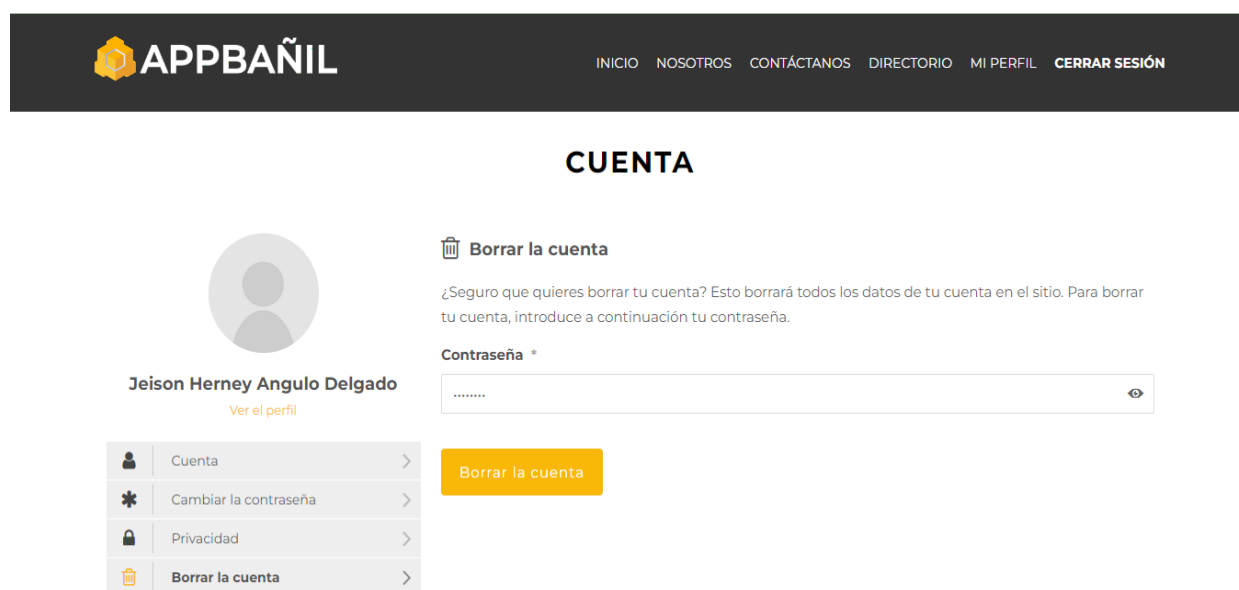 APPBAÑIL
INICIO NOSOTROS CONTÁCTANOS DIRECTORIO MI PERFIL CERRAR SESIÓN
CUENTA
Jeison Herney Angulo Delgado
Ver el perfil
Cuenta
Cambiar la contraseña
Privacidad
Borrar la cuenta
Borrar la cuenta
¿Seguro que quieres borrar tu cuenta? Esto borrará todos los datos de tu cuenta en el sitio. Para borrar
tu cuenta, introduce a continuación tu contraseña.
Contraseña *
........
Borrar la cuenta